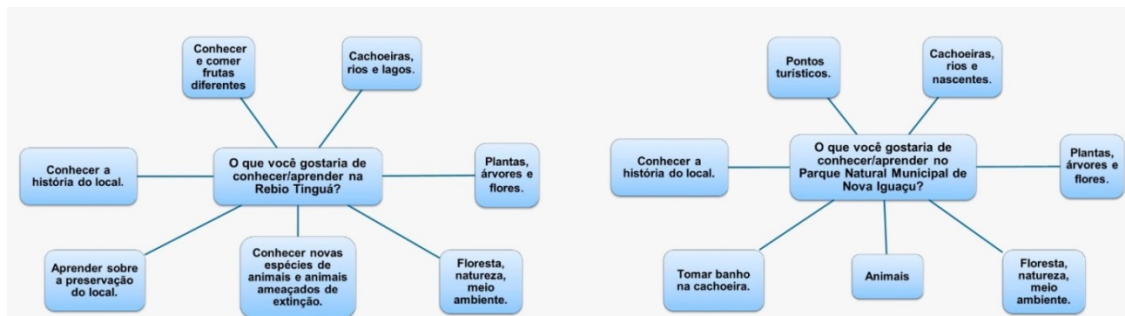 Conhecer
e comer
frutas
diferentes
Cachoeiras,
rios e lagos.
Conhecer a
história do local.
O que você gostaria de
conhecer/aprender na
Rebio Tinguá?
Plantas,
árvores e
flores.
Aprender sobre
a preservação
do local.
Conhecer novas
espécies de
animais e animais
ameaçados de
extinção.
Floresta,
natureza,
meio
ambiente.
Pontos
turísticos.
Cachoeiras,
rios e
nascentes.
Conhecer a
história do local.
O que você gostaria de
conhecer/aprender no
Parque Natural Municipal de
Nova Iguaçu?
Plantas,
árvores e
flores.
Tomar banho
na cachoeira.
Animais
Floresta,
natureza,
meio
ambiente.